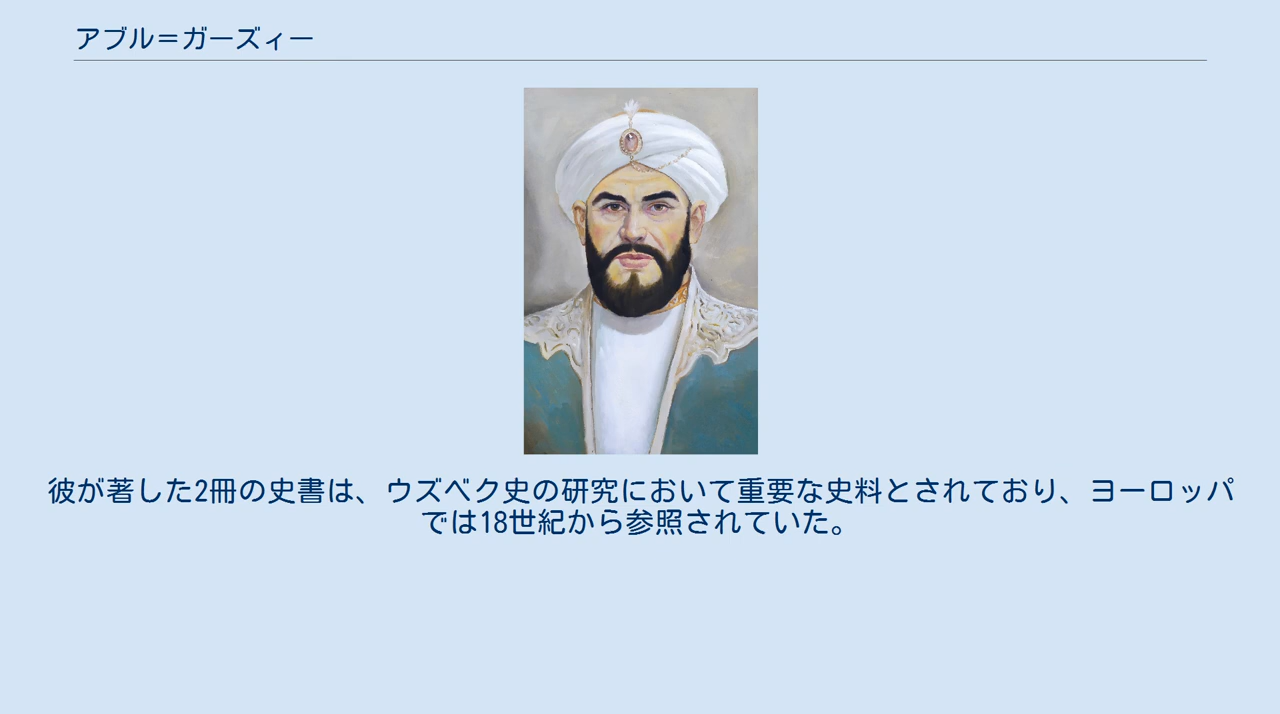 アブル＝ガーズィー
彼が著した2冊の史書は、ウズベク史の研究において重要な史料とされており、ヨーロッパ
では18世紀から参照されていた。